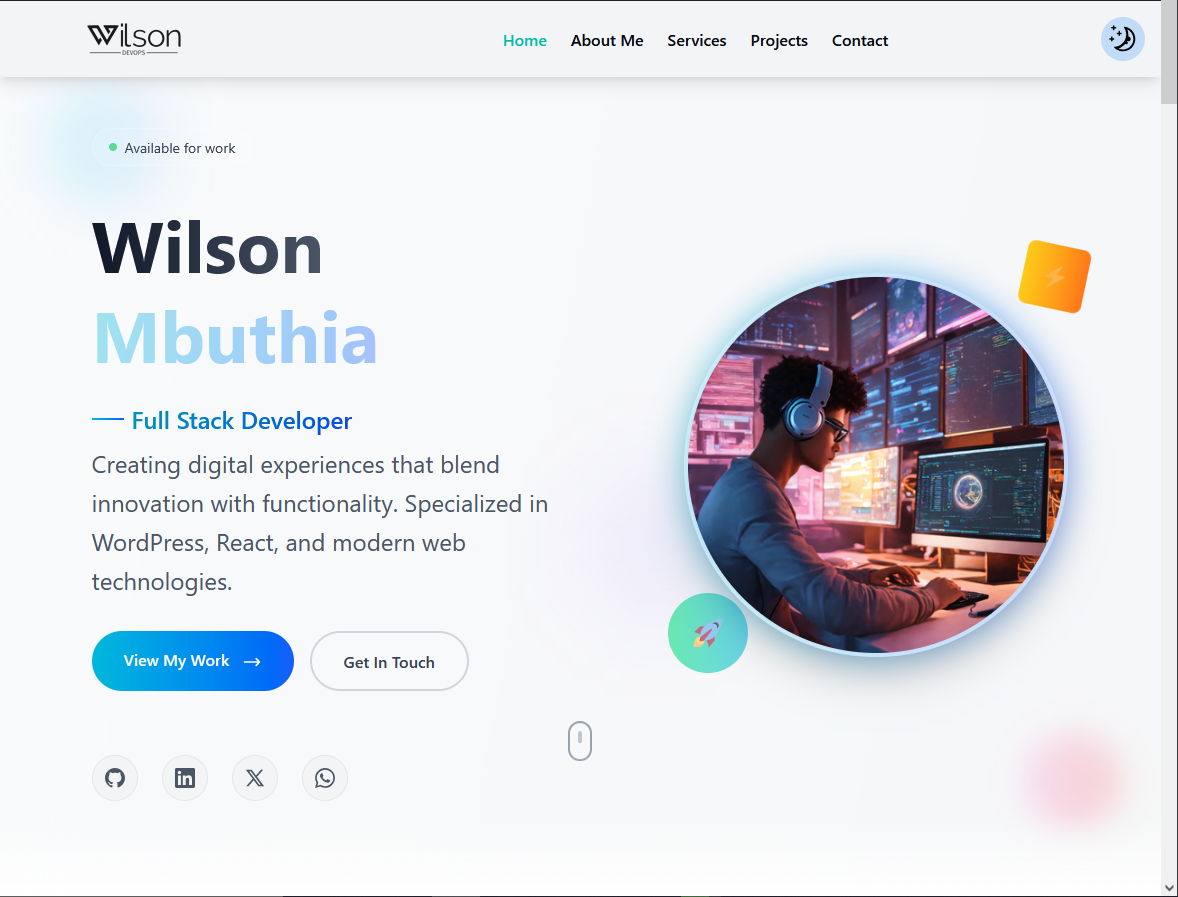 Wilson
DEVOPS
Home About Me Services Projects Contact
Available for work
Wilson
Mbuthia
Full Stack Developer
Creating digital experiences that blend
innovation with functionality. Specialized in
WordPress, React, and modern web
technologies.
View My Work →
Get In Touch